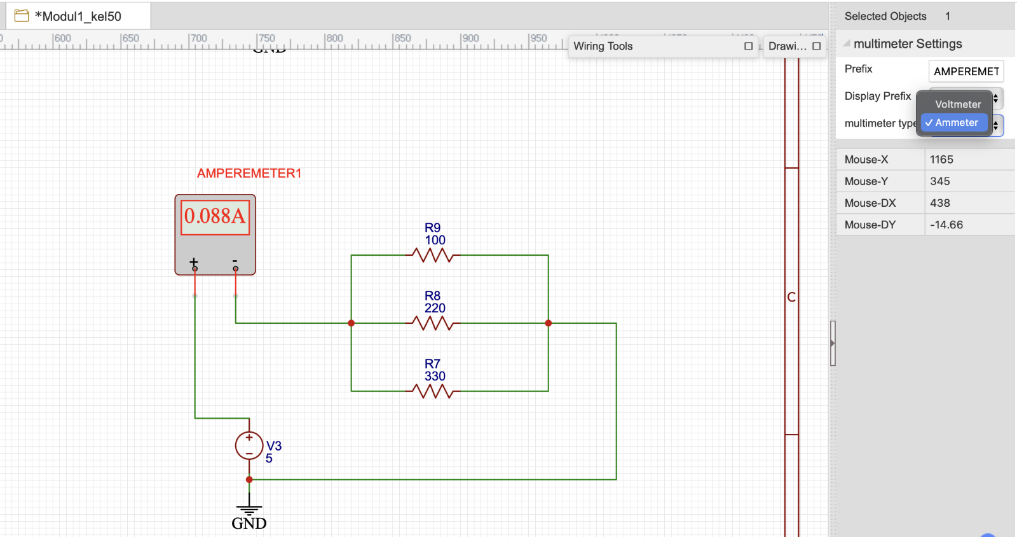 *Modul1_kel50
600 650 700 750 800 850 900 950
GND
Wiring Tools
Drawi...
Selected Objects 1
multimeter Settings
Prefix AMPEREMET
Display Prefix
Voltmeter
multimeter type ✓ Ammeter
Mouse-X 1165
Mouse-Y 345
Mouse-DX 438
Mouse-DY -14.66
AMPEREMETER1
0.088A
+ -
R9
100
R8
220
R7
330
C
+
V3
-
5
GND